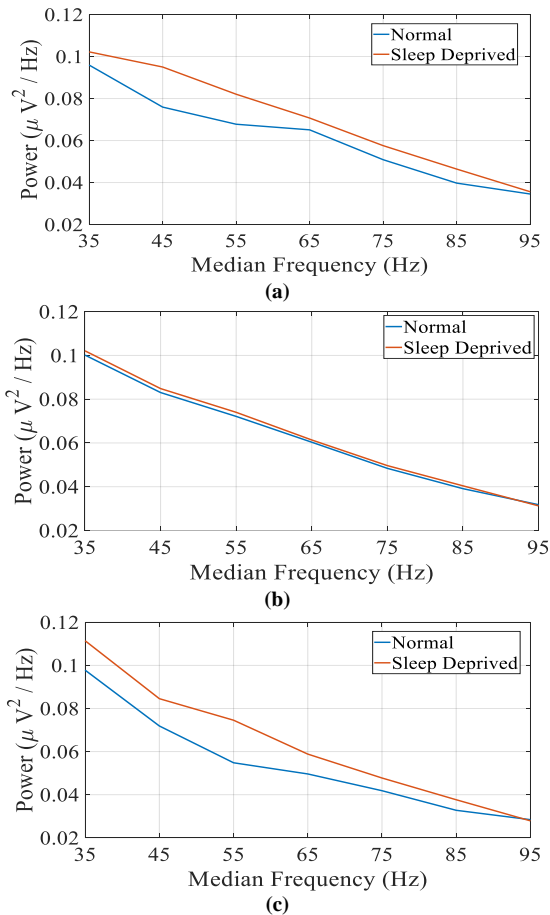 0.12
0.1
0.08
0.06
0.04
0.02
Power (μ V² / Hz)
Normal
Sleep Deprived
35 45 55 65 75 85 95
Median Frequency (Hz)
(a)
0.12
0.1
0.08
0.06
0.04
0.02
Power (μ V² / Hz)
Normal
Sleep Deprived
35 45 55 65 75 85 95
Median Frequency (Hz)
(b)
0.12
0.1
0.08
0.06
0.04
0.02
Power (μ V² / Hz)
Normal
Sleep Deprived
35 45 55 65 75 85 95
Median Frequency (Hz)
(c)